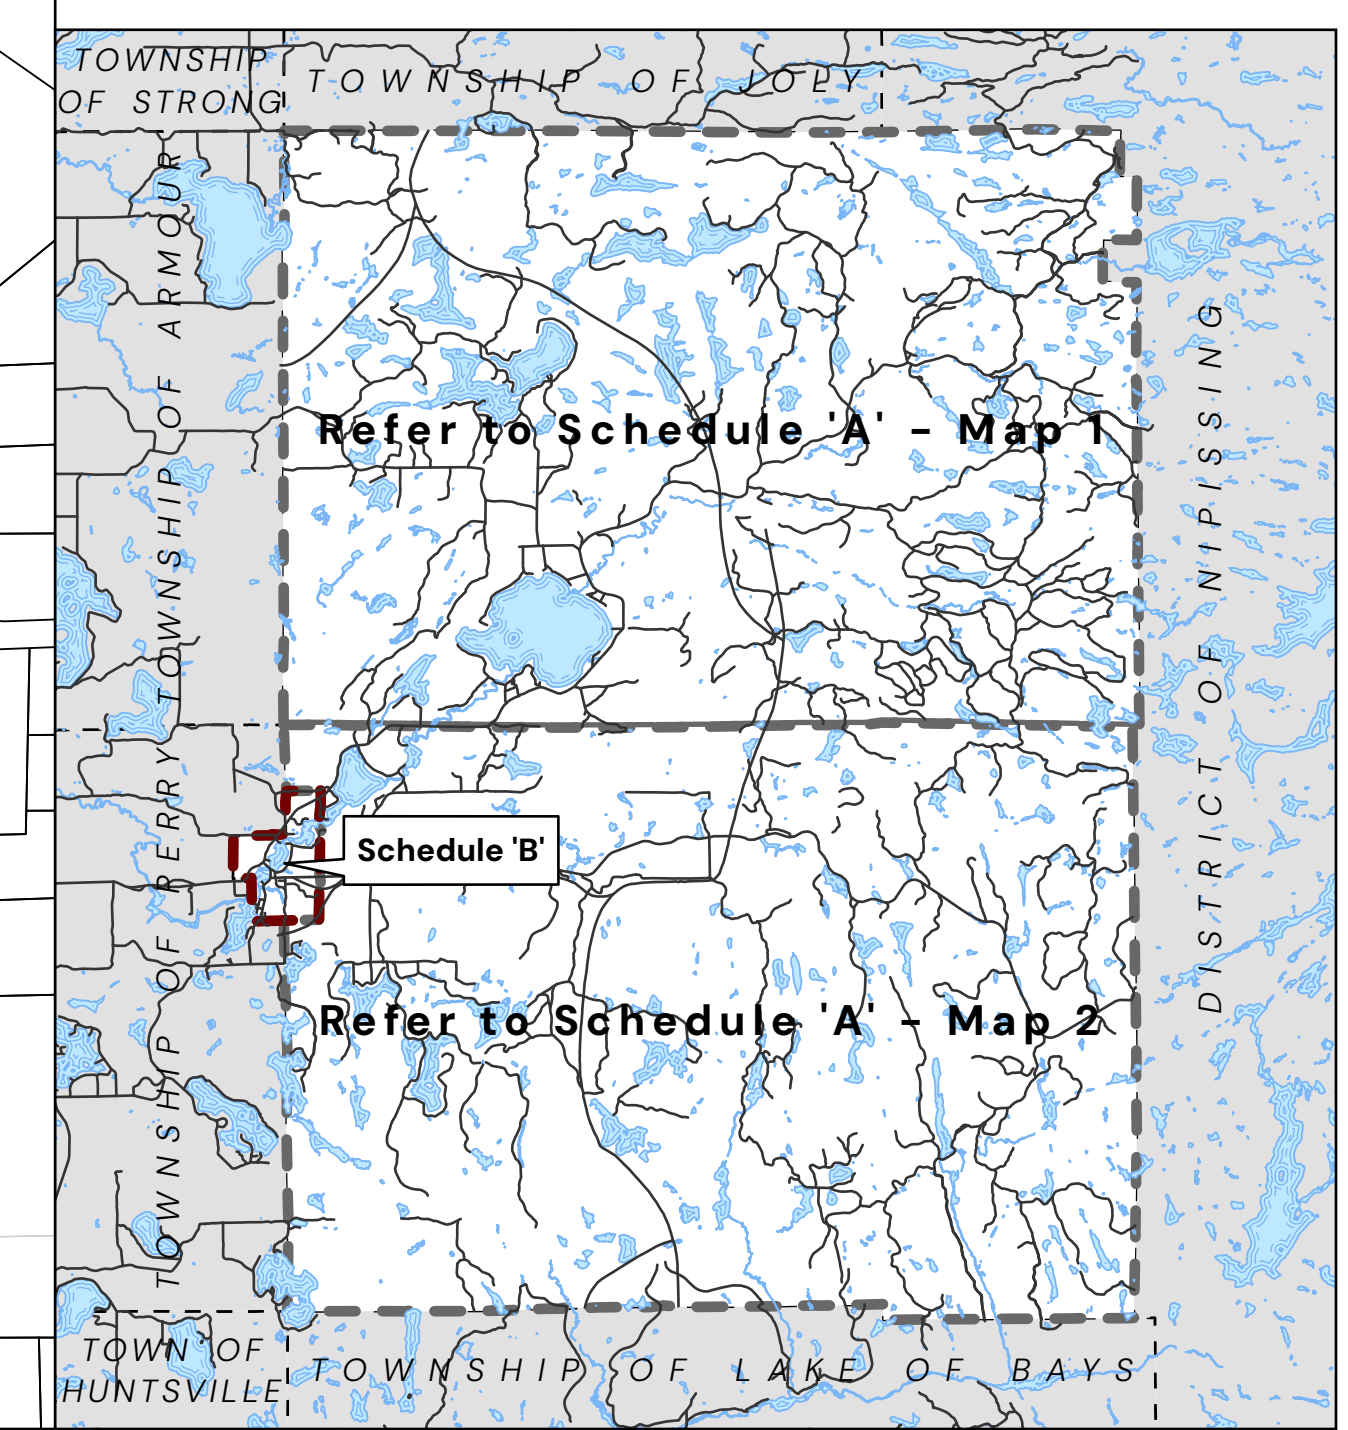 TOWNSHIP
OF STRONG
TOWNSHIP OF JOLY
TOWNSHIP OF ARMOUR
Refer to Schedule 'A' - Map 1
DISTRICT OF NIPISSING
Schedule 'B'
TOWNSHIP OF PERRY
Refer to Schedule 'A' - Map 2
TOWN OF
HUNTSVILLE
TOWNSHIP OF LAKE OF BAYS